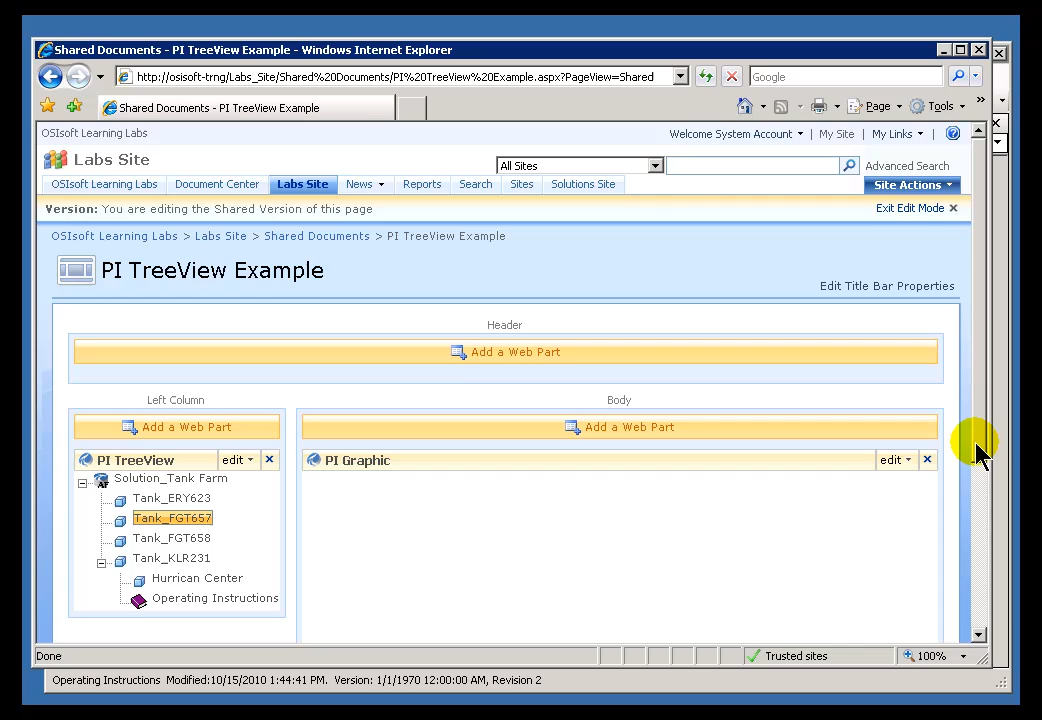 Shared Documents - PI TreeView Example - Windows Internet Explorer
http://osisoft-trng/Labs_Site/Shared%20Documents/PI%20TreeView%20Example.aspx?PageView=Shared
Google
Shared Documents - PI TreeView Example
Page Tools »
OSIsoft Learning Labs
Welcome System Account | My Site | My Links |
Labs Site
All Sites
Advanced Search
OSIsoft Learning Labs Document Center Labs Site News Reports Search Sites Solutions Site
Site Actions
Version: You are editing the Shared Version of this page
Exit Edit Mode
OSIsoft Learning Labs > Labs Site > Shared Documents > PI TreeView Example
PI TreeView Example
Edit Title Bar Properties
Header
Add a Web Part
Left Column
Body
Add a Web Part
Add a Web Part
PI TreeView edit
PI Graphic edit
AF Solution_Tank Farm
Tank_ERY623
Tank_FGT657
Tank_FGT658
Tank_KLR231
Hurrican Center
Operating Instructions
Done
Trusted sites
100%
Operating Instructions Modified:10/15/2010 1:44:41 PM. Version: 1/1/1970 12:00:00 AM, Revision 2